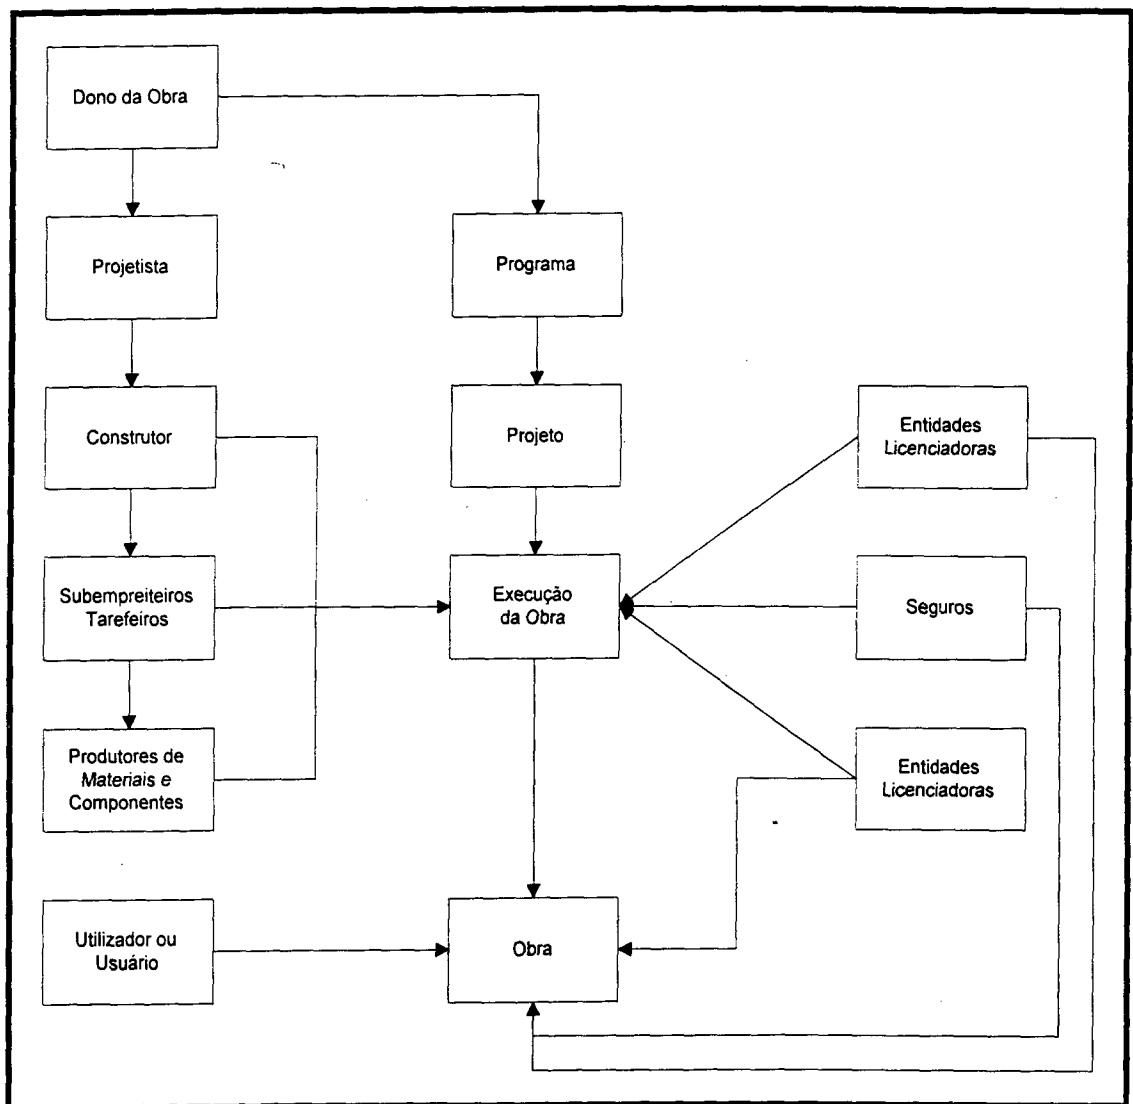 Dono da Obra
Projetista
Programa
Construtor
Projeto
Entidades
Licenciadoras
Subempreiteiros
Tarefeiros
Execução
da Obra
Seguros
Produtores de
Materiais e
Componentes
Entidades
Licenciadoras
Utilizador ou
Usuário
Obra